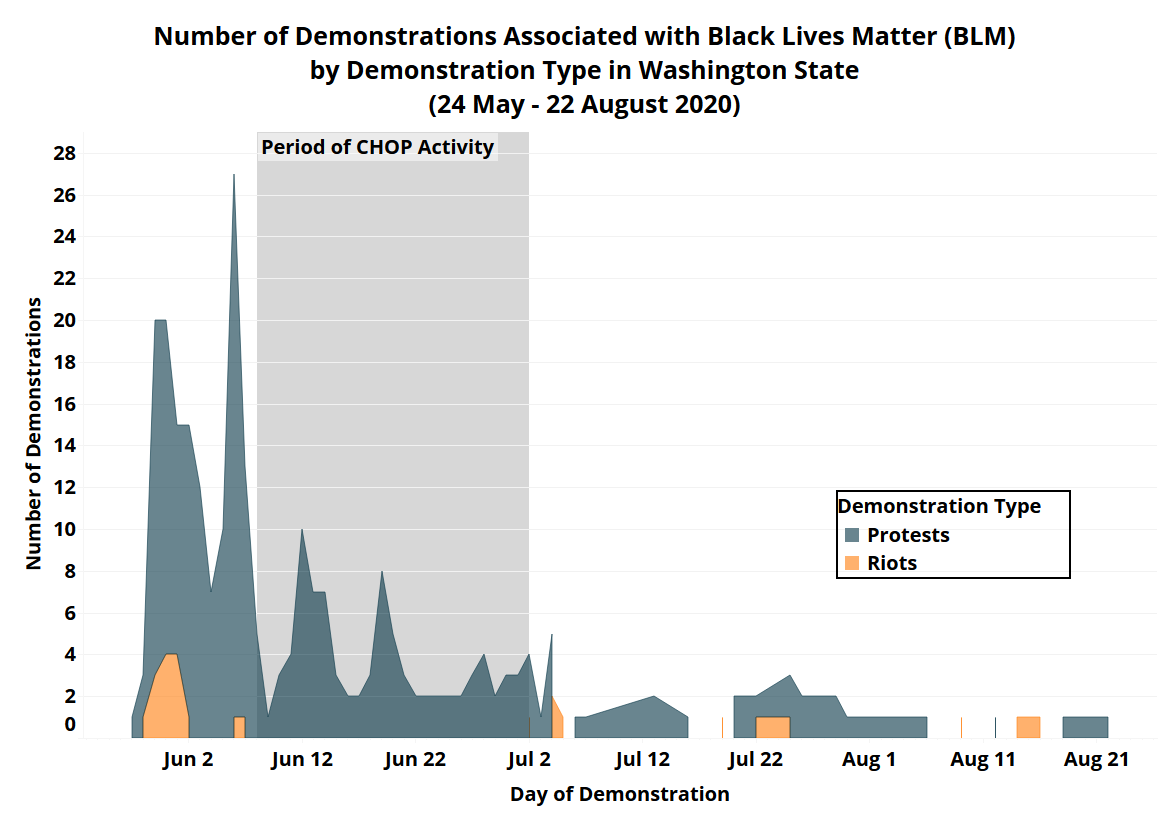 Number of Demonstrations Associated with Black Lives Matter (BLM)
by Demonstration Type in Washington State
(24 May - 22 August 2020)
Period of CHOP Activity
28
26
24
22
20
18
16
14
12
10
8
6
4
2
0
Number of Demonstrations
Demonstration Type
Protests
Riots
Jun 2 Jun 12 Jun 22 Jul 2 Jul 12 Jul 22 Aug 1 Aug 11 Aug 21
Day of Demonstration